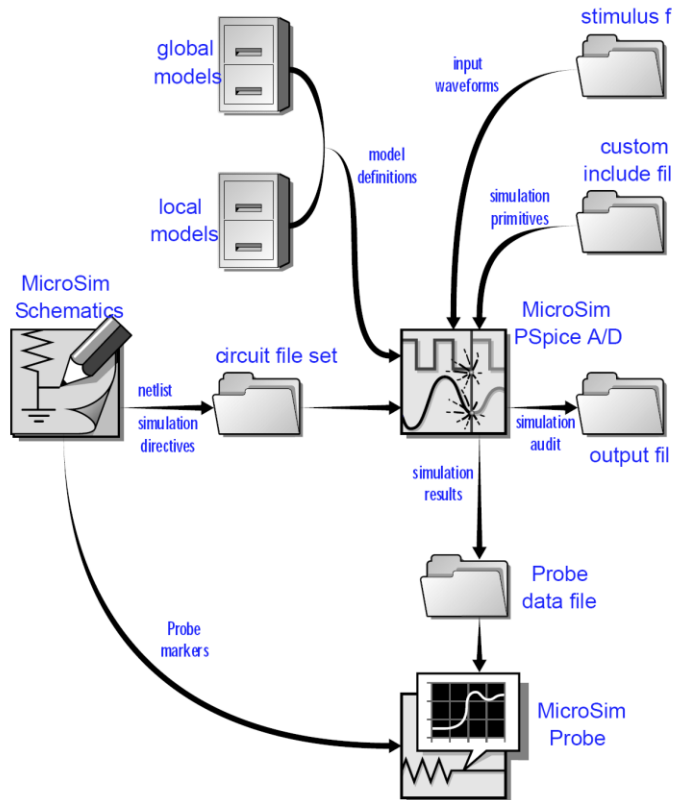 stimulus f
global
models
input
waveforms
custom
include fil
model
definitions
simulation
primitives
local
models
MicroSim
Schematics
MicroSim
PSpice A/D
circuit file set
netlist
simulation
directives
simulation
audit
output fil
simulation
results
Probe
data file
Probe
markers
MicroSim
Probe